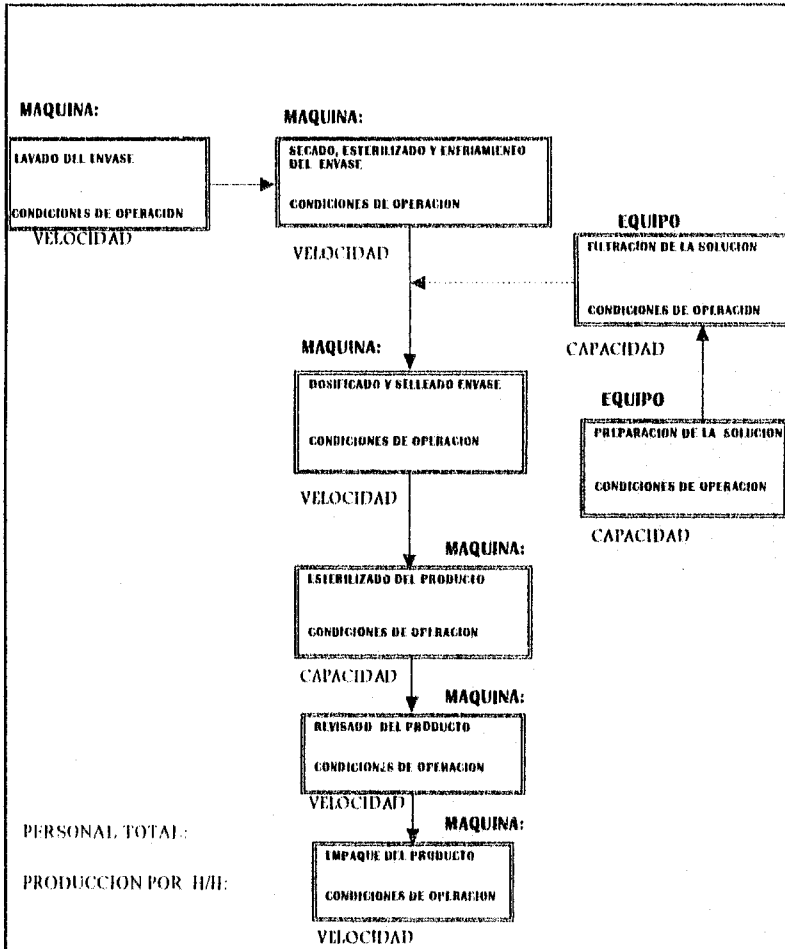 MAQUINA:
LAVADO DEL ENVASE
CONDICIONES DE OPERACION
VELOCIDAD
MAQUINA:
SECADO, ESTERILIZADO Y ENFRIAMIENTO
DEL ENVASE
CONDICIONES DE OPERACION
VELOCIDAD
EQUIPO
FILTRACION DE LA SOLUCION
CONDICIONES DE OPERACION
CAPACIDAD
EQUIPO
PREPARACION DE LA SOLUCION
CONDICIONES DE OPERACION
CAPACIDAD
MAQUINA:
DOSIFICADO Y SELLEADO ENVASE
CONDICIONES DE OPERACION
VELOCIDAD
MAQUINA:
ESTERILIZADO DEL PRODUCTO
CONDICIONES DE OPERACION
CAPACIDAD
MAQUINA:
REVISADO DEL PRODUCTO
CONDICIONES DE OPERACION
VELOCIDAD
MAQUINA:
EMPAQUE DEL PRODUCTO
CONDICIONES DE OPERACION
VELOCIDAD
PERSONAL TOTAL:
PRODUCCION POR H/H: